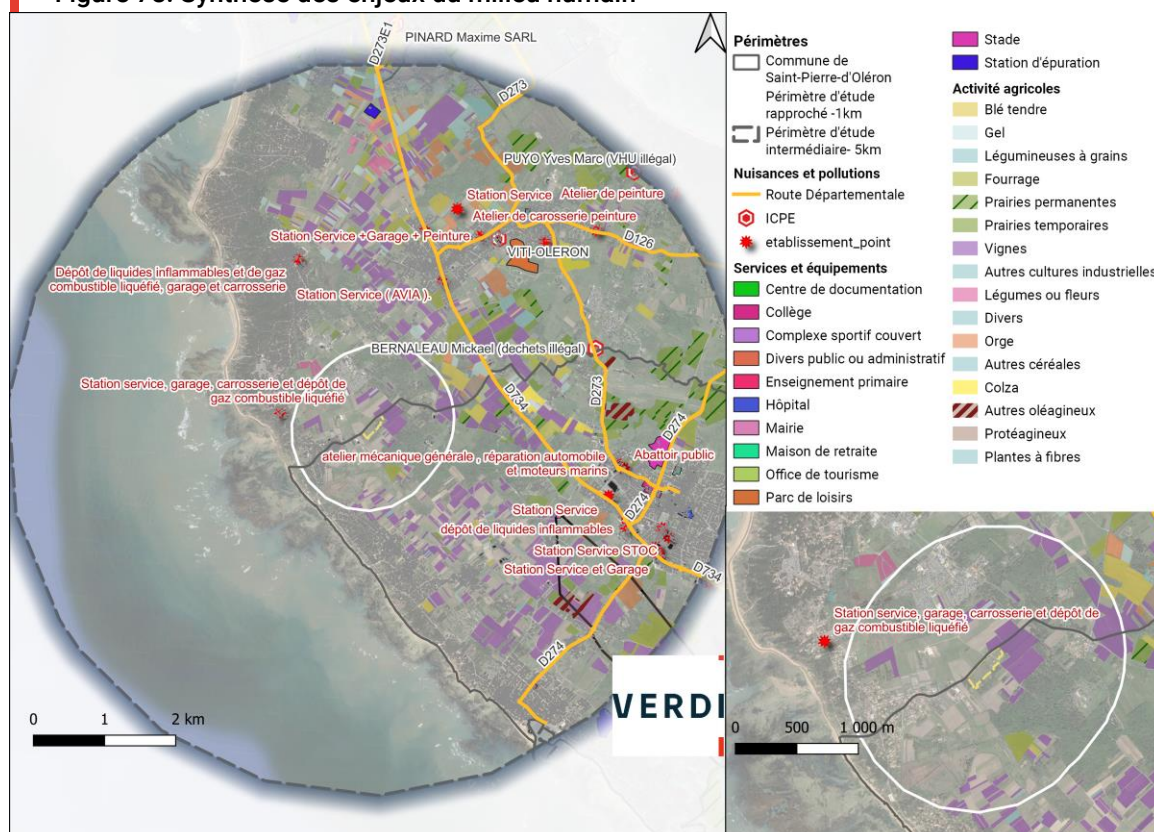 Figure 78: Synthèse des enjeux du milieu humain
PINARD Maxime SARL
D273E1
D273
PUYO Yves Marc (VHU illégal)
Station Service
Atelier de peinture
Atelier de carosserie peinture
Station Service +Garage + Peinture
D126
VITI-OLERON
Dépôt de liquides inflammables et de gaz
combustible liquéfié, garage et carrosserie
Station Service ( AVIA ).
BERNALEAU Mickael (dechets illégal)
Station service, garage, carrosserie et dépôt de
gaz combustible liquéfié
D734
D273
D274
atelier mécanique générale , réparation automobile
et moteurs marins
Abattoir public
Station Service
dépôt de liquides inflammables
D274
Station Service STOC
Station Service et Garage
D734
D274
VERDI
0 1 2 km
Périmètres
Commune de
Saint-Pierre-d'Oléron
Périmètre d'étude
rapproché -1km
Périmètre d'étude
intermédiaire- 5km
Nuisances et pollutions
Route Départementale
ICPE
etablissement_point
Services et équipements
Centre de documentation
Collège
Complexe sportif couvert
Divers public ou administratif
Enseignement primaire
Hôpital
Mairie
Maison de retraite
Office de tourisme
Parc de loisirs
Stade
Station d'épuration
Activité agricoles
Blé tendre
Gel
Légumineuses à grains
Fourrage
Prairies permanentes
Prairies temporaires
Vignes
Autres cultures industrielles
Légumes ou fleurs
Divers
Orge
Autres céréales
Colza
Autres oléagineux
Protéagineux
Plantes à fibres
Station service, garage, carrosserie et dépôt de
gaz combustible liquéfié
0 500 1 000 m